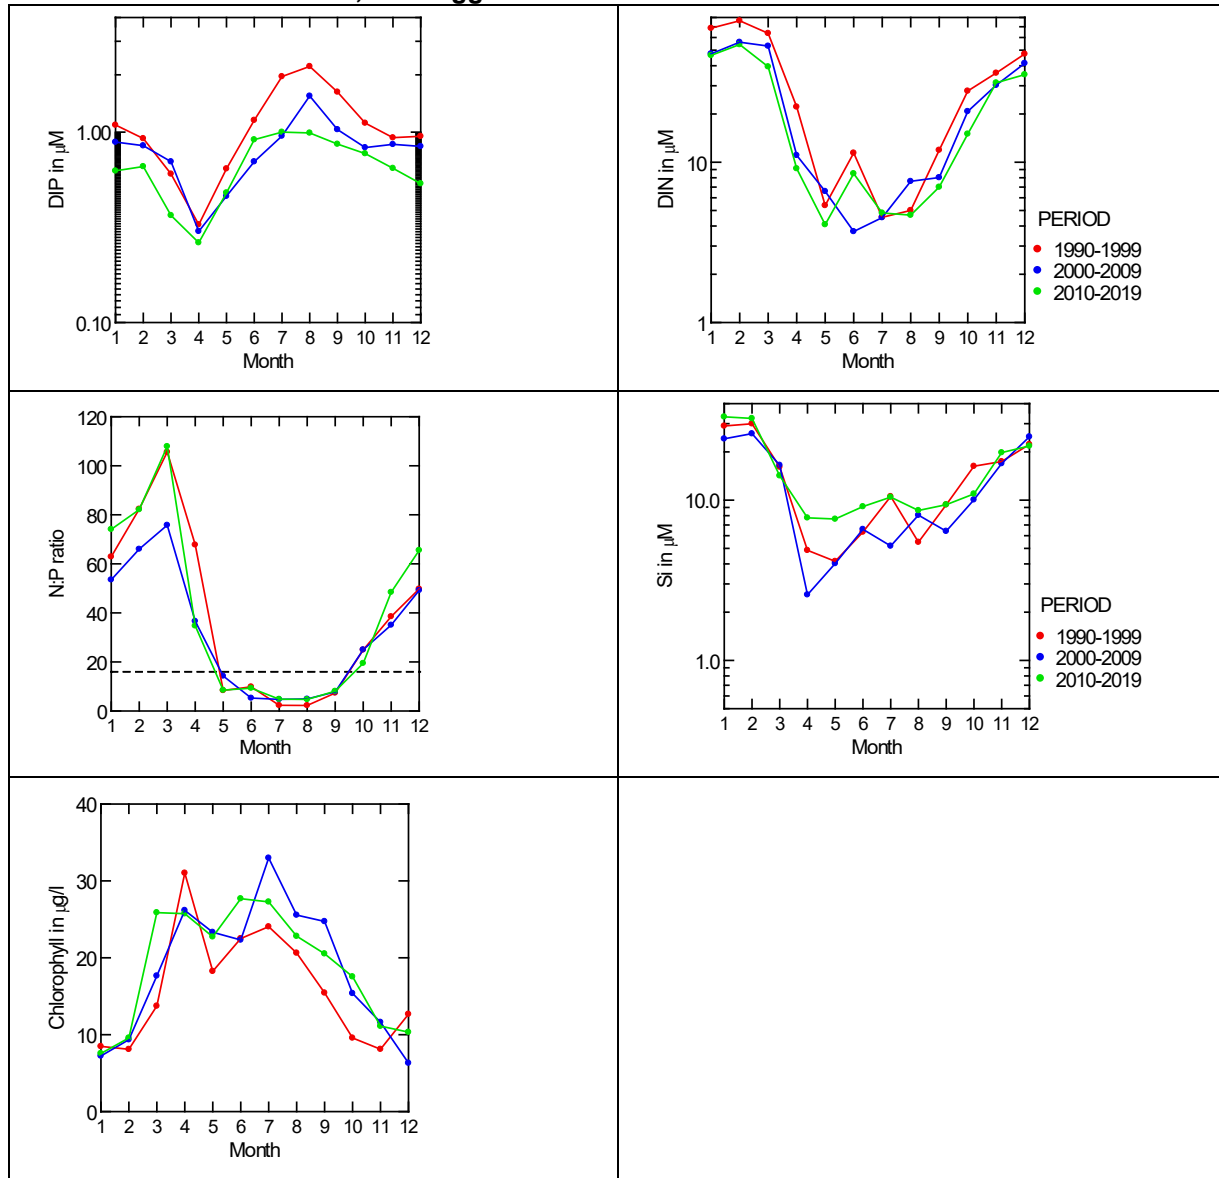 DIP in µM
1.00
0.10
1 2 3 4 5 6 7 8 9 10 11 12
Month
DIN in µM
10
1
1 2 3 4 5 6 7 8 9 10 11 12
Month
PERIOD
1990-1999
2000-2009
2010-2019
N:P ratio
120
100
80
60
40
20
0
1 2 3 4 5 6 7 8 9 10 11 12
Month
Si in µM
10.0
1.0
1 2 3 4 5 6 7 8 9 10 11 12
Month
PERIOD
1990-1999
2000-2009
2010-2019
Chlorophyll in µg/l
40
30
20
10
0
1 2 3 4 5 6 7 8 9 10 11 12
Month